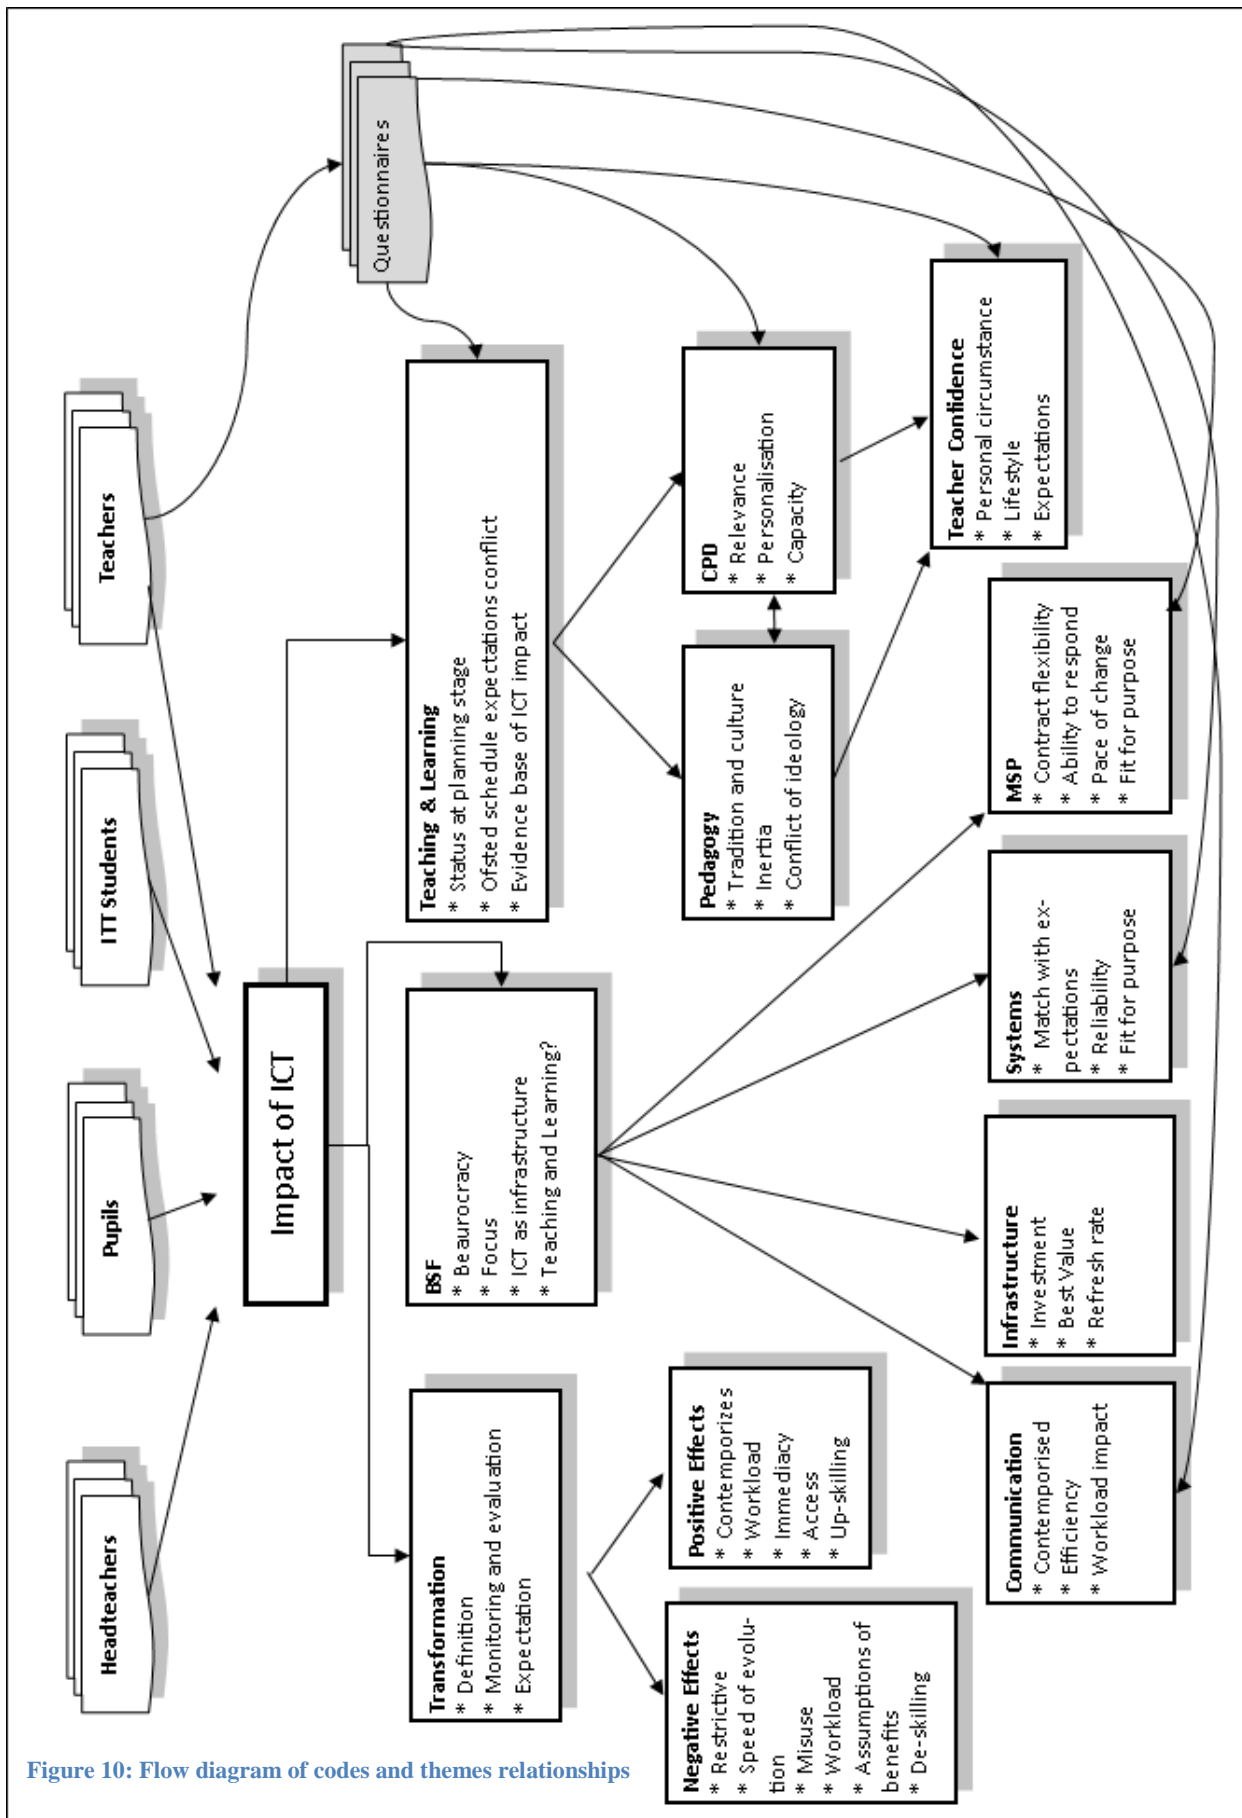 Headteachers
Pupils
ITT Students
Teachers
Impact of ICT
Questionnaires
Transformation
* Definition
* Monitoring and evaluation
* Expectation
BSF
* Beaurocracy
* Focus
* ICT as infrastructure
* Teaching and Learning?
Teaching & Learning
* Status at planning stage
* Ofsted schedule expectations conflict
* Evidence base of ICT impact
Negative Effects
* Restrictive
* Speed of evolu-
tion
* Misuse
* Workload
* Assumptions of
benefits
* De-skilling
Positive Effects
* Contemporizes
* Workload
* Immediacy
* Access
* Up-skilling
Pedagogy
* Tradition and culture
* Inertia
* Conflict of ideology
CPD
* Relevance
* Personalisation
* Capacity
Teacher Confidence
* Personal circumstance
* Lifestyle
* Expectations
Communication
* Contemporised
* Efficiency
* Workload impact
Infrastructure
* Investment
* Best Value
* Refresh rate
Systems
* Match with ex-
pectations
* Reliability
* Fit for purpose
MSP
* Contract flexibility
* Ability to respond
* Pace of change
* Fit for purpose
Figure 10: Flow diagram of codes and themes relationships